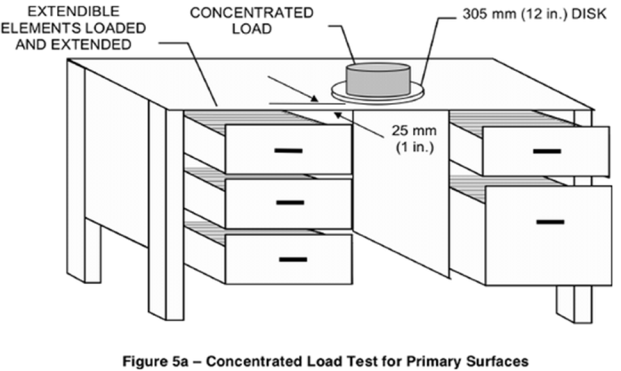 EXTENDIBLE
ELEMENTS LOADED
AND EXTENDED
CONCENTRATED
LOAD
305 mm (12 in.) DISK
25 mm
(1 in.)
Figure 5a – Concentrated Load Test for Primary Surfaces